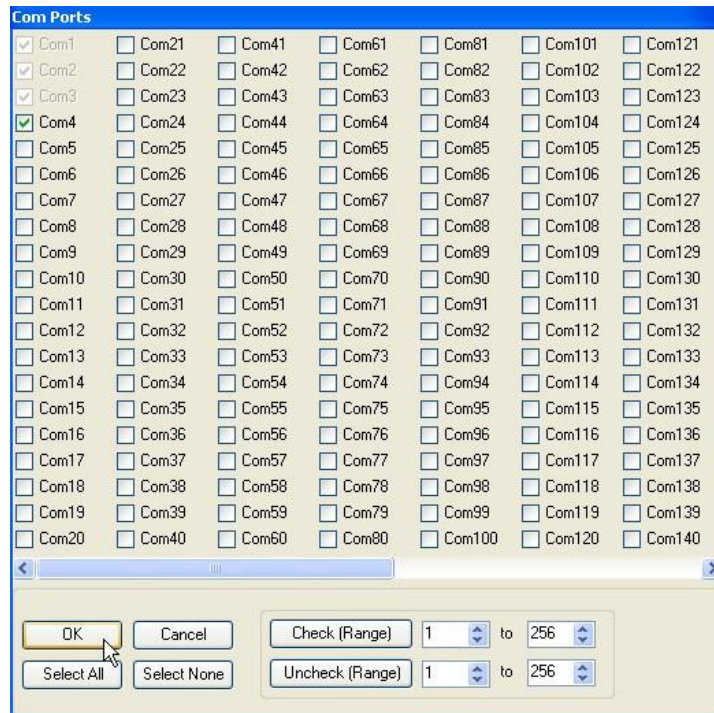 Com Ports
Com1 Com21 Com41 Com61 Com81 Com101 Com121
Com2 Com22 Com42 Com62 Com82 Com102 Com122
Com3 Com23 Com43 Com63 Com83 Com103 Com123
Com4 Com24 Com44 Com64 Com84 Com104 Com124
Com5 Com25 Com45 Com65 Com85 Com105 Com125
Com6 Com26 Com46 Com66 Com86 Com106 Com126
Com7 Com27 Com47 Com67 Com87 Com107 Com127
Com8 Com28 Com48 Com68 Com88 Com108 Com128
Com9 Com29 Com49 Com69 Com89 Com109 Com129
Com10 Com30 Com50 Com70 Com90 Com110 Com130
Com11 Com31 Com51 Com71 Com91 Com111 Com131
Com12 Com32 Com52 Com72 Com92 Com112 Com132
Com13 Com33 Com53 Com73 Com93 Com113 Com133
Com14 Com34 Com54 Com74 Com94 Com114 Com134
Com15 Com35 Com55 Com75 Com95 Com115 Com135
Com16 Com36 Com56 Com76 Com96 Com116 Com136
Com17 Com37 Com57 Com77 Com97 Com117 Com137
Com18 Com38 Com58 Com78 Com98 Com118 Com138
Com19 Com39 Com59 Com79 Com99 Com119 Com139
Com20 Com40 Com60 Com80 Com100 Com120 Com140
OK Cancel Check (Range) 1 to 256
Select All Select None Uncheck (Range) 1 to 256